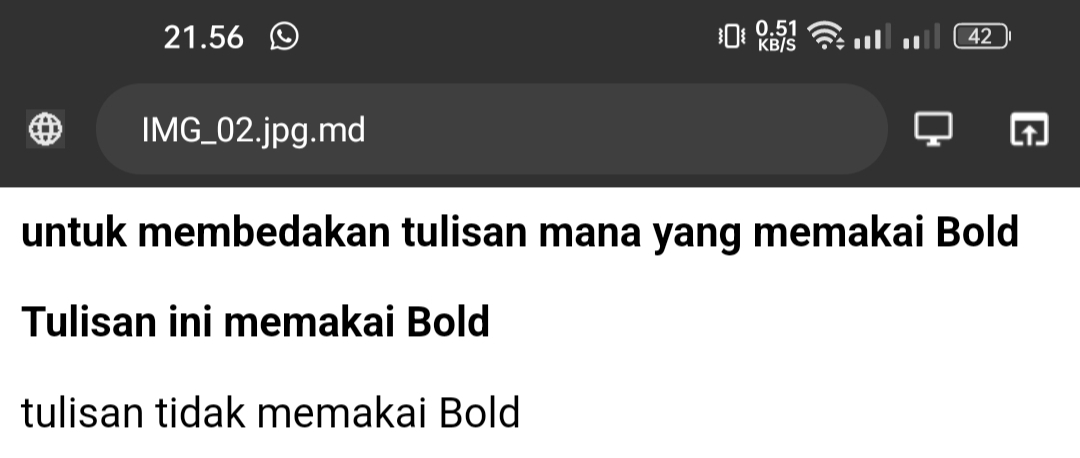 21.56
0.51
KB/S
42
IMG_02.jpg.md
untuk membedakan tulisan mana yang memakai Bold
Tulisan ini memakai Bold
tulisan tidak memakai Bold